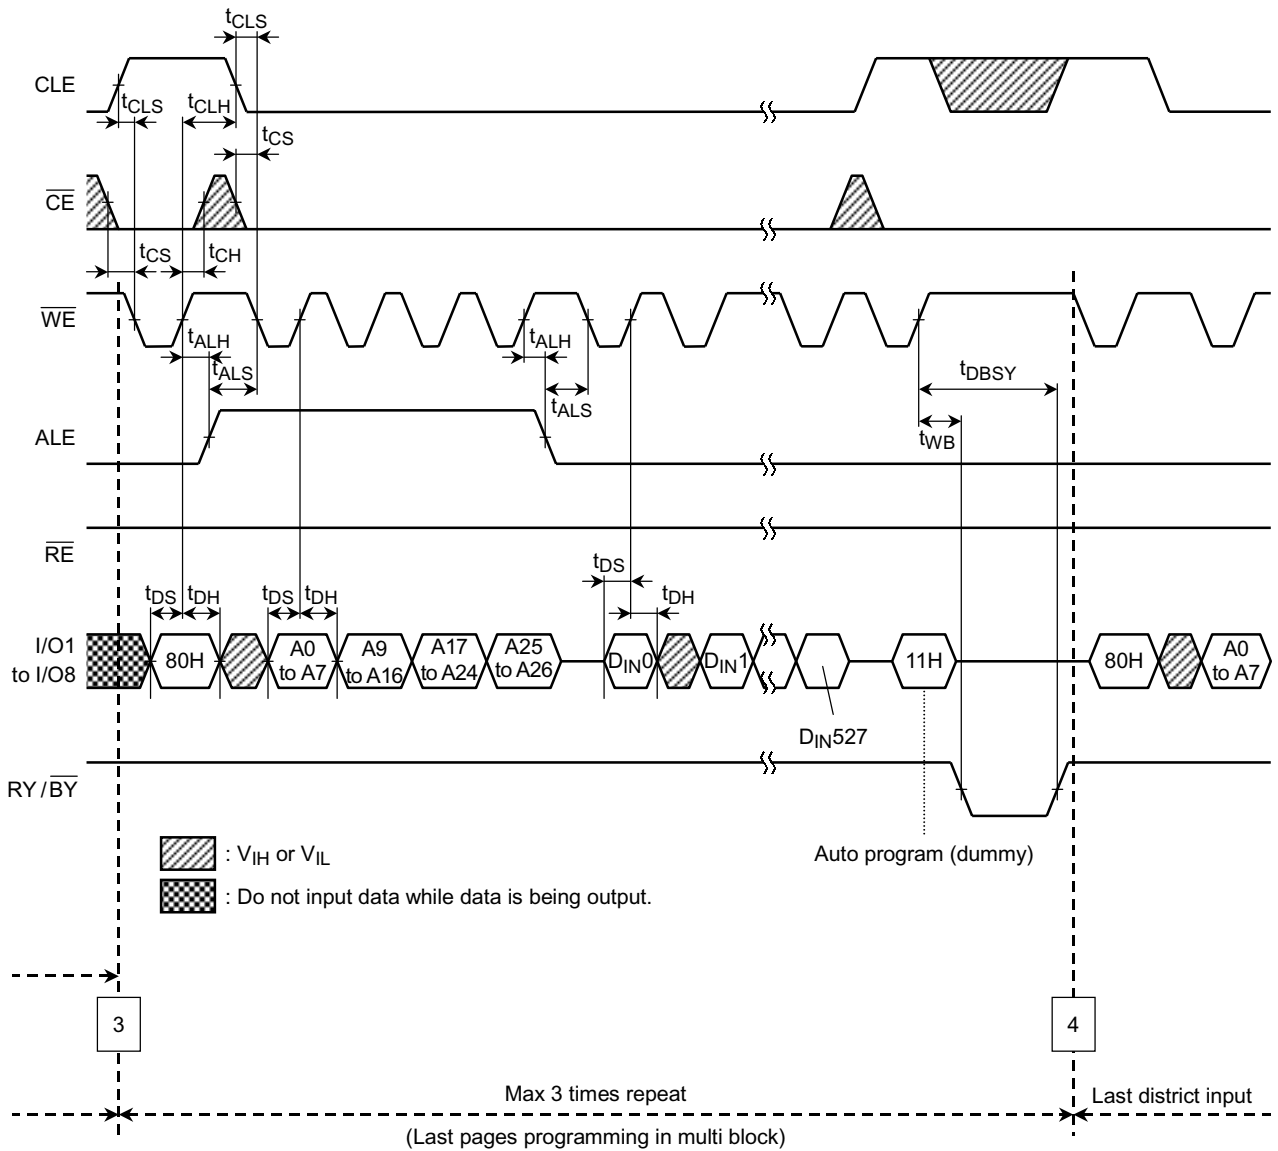 tCLS
CLE
tCLS
tCLH
tCS
CE
tCS
tCH
WE
tALH
tALS
tALH
tALS
tDBSY
tWB
ALE
RE
tDS
tDH
tDS
tDH
tDS
tDH
I/O1
to I/O8
80H
A0
to A7
A9
to A16
A17
to A24
A25
to A26
DIN0
DIN1
DIN527
11H
80H
A0
to A7
RY/BY
Auto program (dummy)
: VIH or VIL
: Do not input data while data is being output.
3
4
Max 3 times repeat
Last district input
(Last pages programming in multi block)